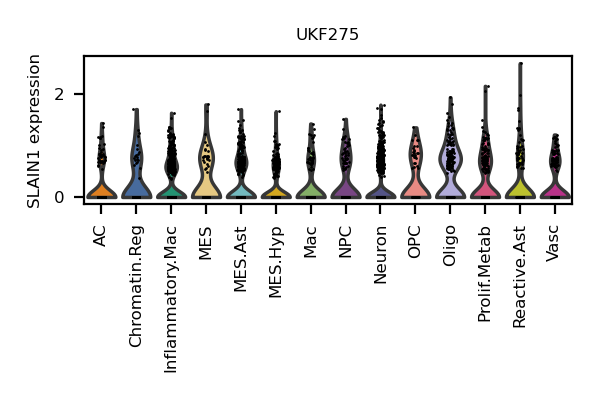 UKF275
SLAIN1 expression
2
0
AC
Chromatin.Reg
Inflammatory.Mac
MES
MES.Ast
MES.Hyp
Mac
NPC
Neuron
OPC
Oligo
Prolif.Metab
Reactive.Ast
Vasc